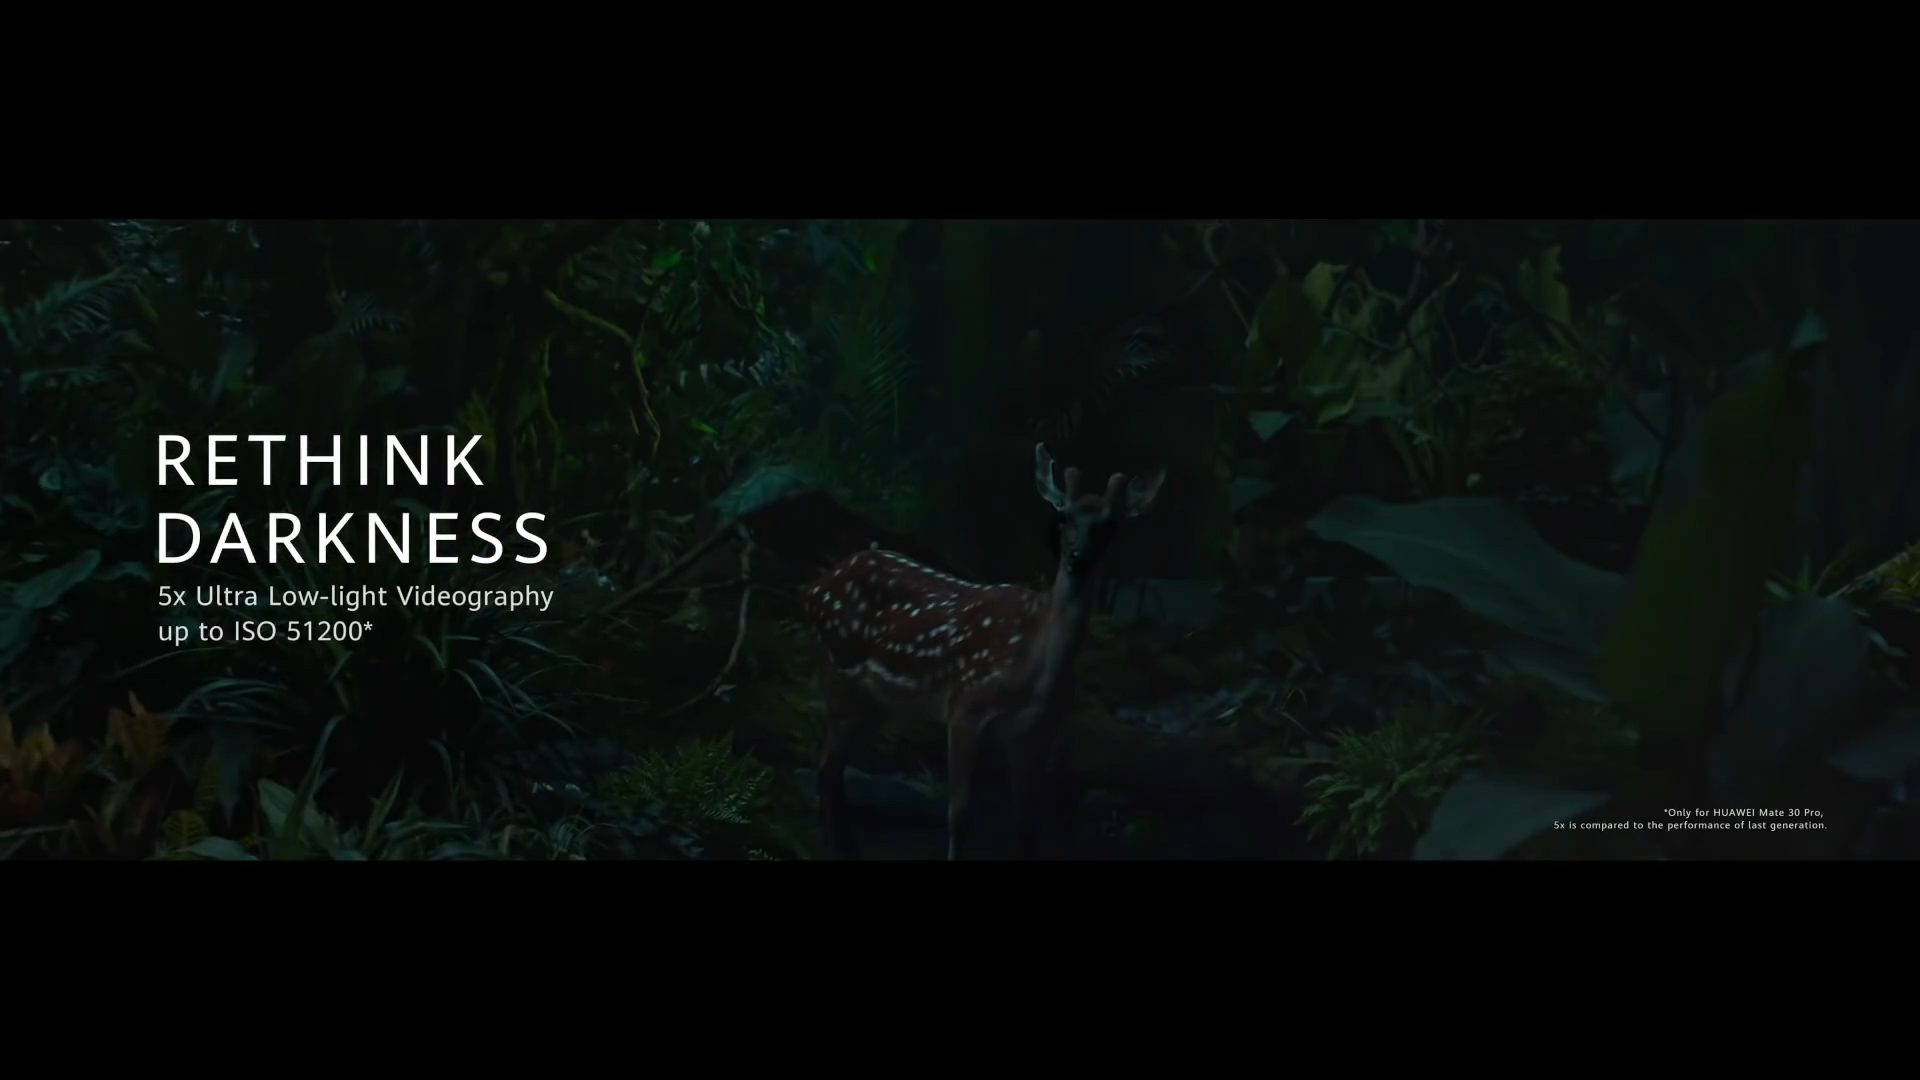 RETHINK
DARKNESS
5x Ultra Low-light Videography
up to ISO 51200*
*Only for HUAWEI Mate 30 Pro,
5x is compared to the performance of last generation.